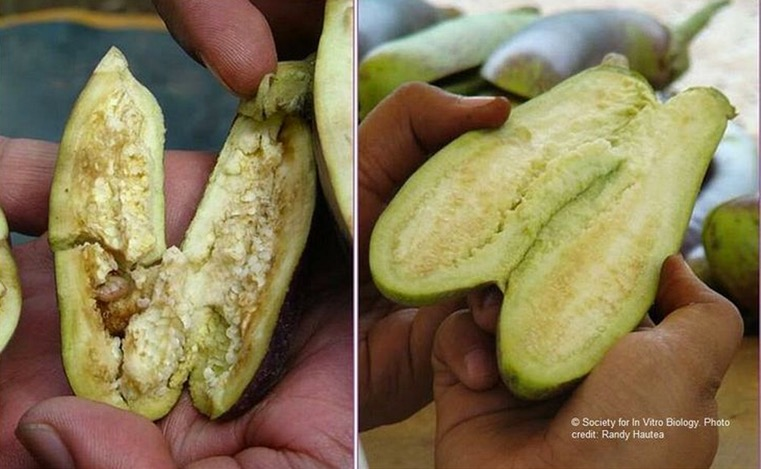 © Society for In Vitro Biology. Photo
credit: Randy Hautea